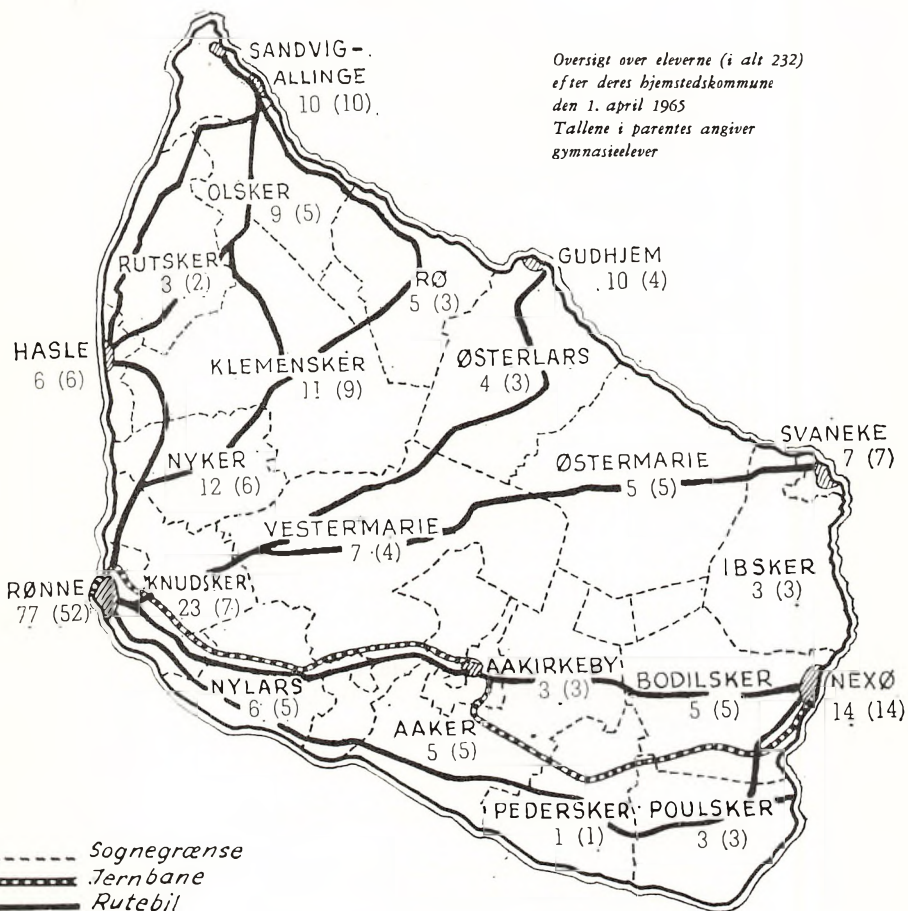 SANDVIG-
ALLINGE
10 (10)
Oversigt over eleverne (i alt 232)
efter deres hjemstedskommune
den 1. april 1965
Tallene i parentes angiver
gymnasieelever
OLSKER
9 (5)
RUTSKER
3 (2)
RØ
5 (3)
GUDHJEM
10 (4)
HASLE
6 (6)
KLEMENSKER
11 (9)
ØSTERLARS
4 (3)
NYKER
12 (6)
ØSTERMARIE
5 (5)
SVANEKE
7 (7)
VESTERMARIE
7 (4)
IBSKER
3 (3)
RØNNE
77 (52)
KNUDSKER
23 (7)
NYLARS
6 (5)
AAKIRKEBY
3 (3)
BODILSKER
5 (5)
NEXØ
14 (14)
AAKER
5 (5)
PEDERSKER
1 (1)
POULSKER
3 (3)
Sognegrænse
Jernbane
Rutebil